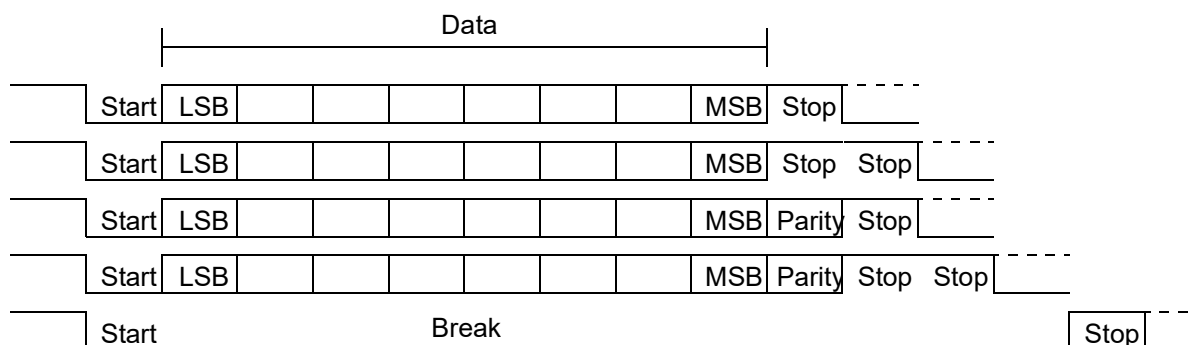 Data
Start LSB MSB Stop
Start LSB MSB Stop Stop
Start LSB MSB Parity Stop
Start LSB MSB Parity Stop Stop
Start Break Stop